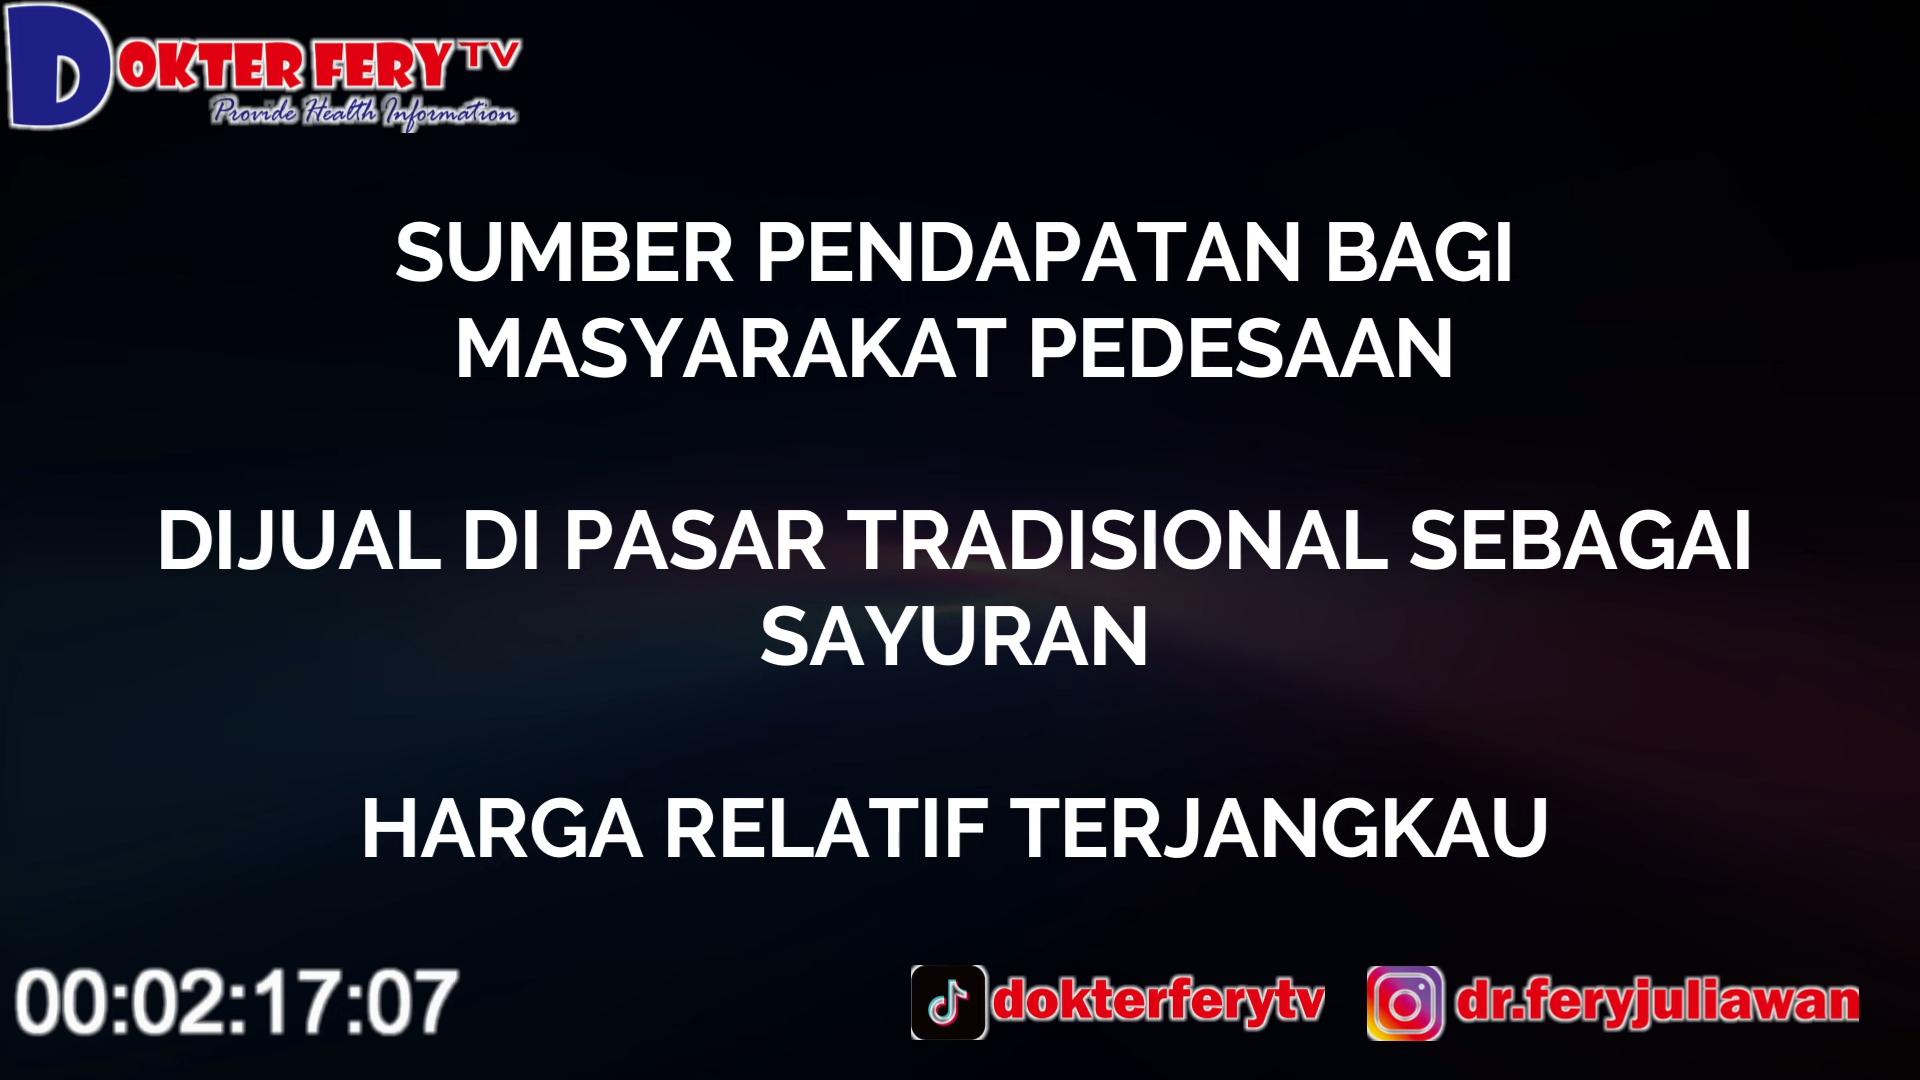 DOKTER FERY TV
Provide Health Information
SUMBER PENDAPATAN BAGI
MASYARAKAT PEDESAAN
DIJUAL DI PASAR TRADISIONAL SEBAGAI
SAYURAN
HARGA RELATIF TERJANGKAU
00:02:17:07
dokterferytv
dr.feryjuliawan